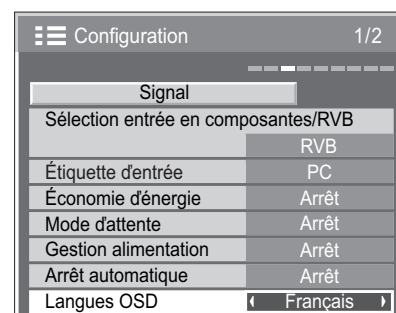 Configuration 1/2
Signal
Sélection entrée en composantes/RVB
RVB
Étiquette d'entrée PC
Économie d'énergie Arrêt
Mode d'attente Arrêt
Gestion alimentation Arrêt
Arrêt automatique Arrêt
Langues OSD Français